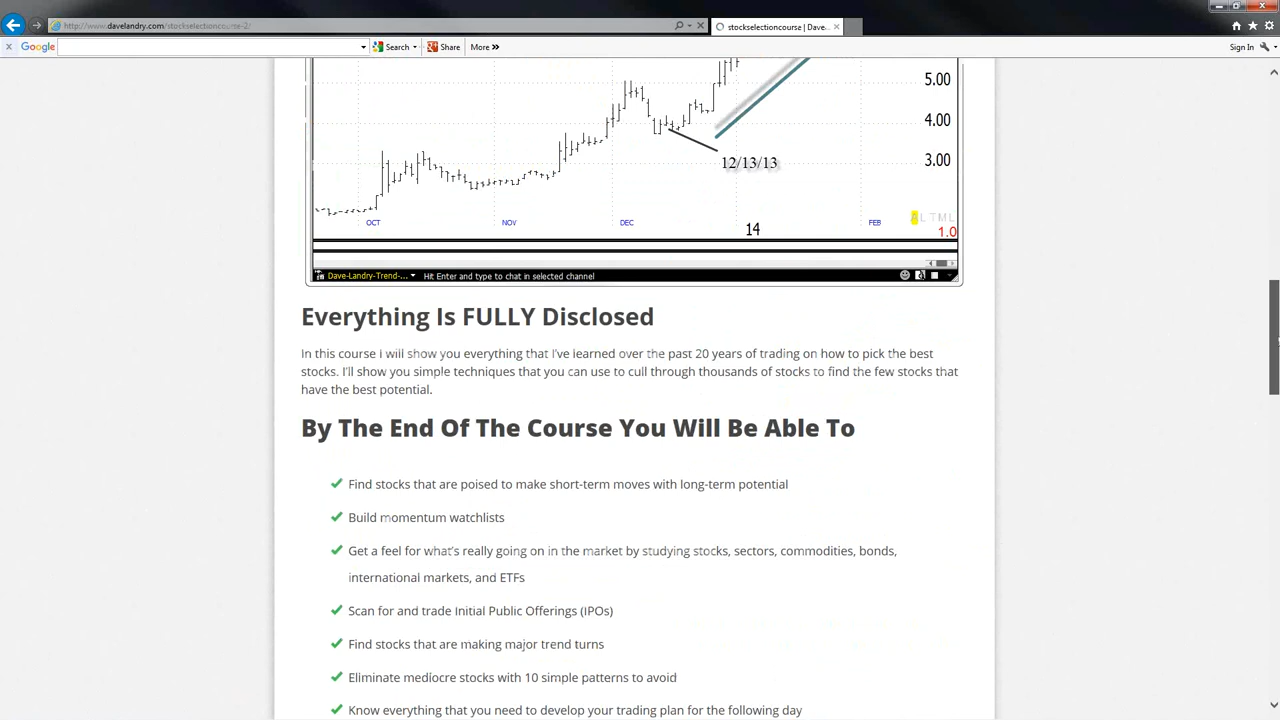 http://www.davelandry.com/stockselectioncourse-2/
stockselectioncourse | Dave...
Google
Search
Share
More »
Sign In
5.00
4.00
3.00
12/13/13
OCT
NOV
DEC
14
FEB
ALTML
1.0
Dave-Landry-Trend-...
Hit Enter and type to chat in selected channel
Everything Is FULLY Disclosed
In this course I will show you everything that I've learned over the past 20 years of trading on how to pick the best
stocks. I'll show you simple techniques that you can use to cull through thousands of stocks to find the few stocks that
have the best potential.
By The End Of The Course You Will Be Able To
Find stocks that are poised to make short-term moves with long-term potential
Build momentum watchlists
Get a feel for what's really going on in the market by studying stocks, sectors, commodities, bonds,
international markets, and ETFs
Scan for and trade Initial Public Offerings (IPOs)
Find stocks that are making major trend turns
Eliminate mediocre stocks with 10 simple patterns to avoid
Know everything that you need to develop your trading plan for the following day